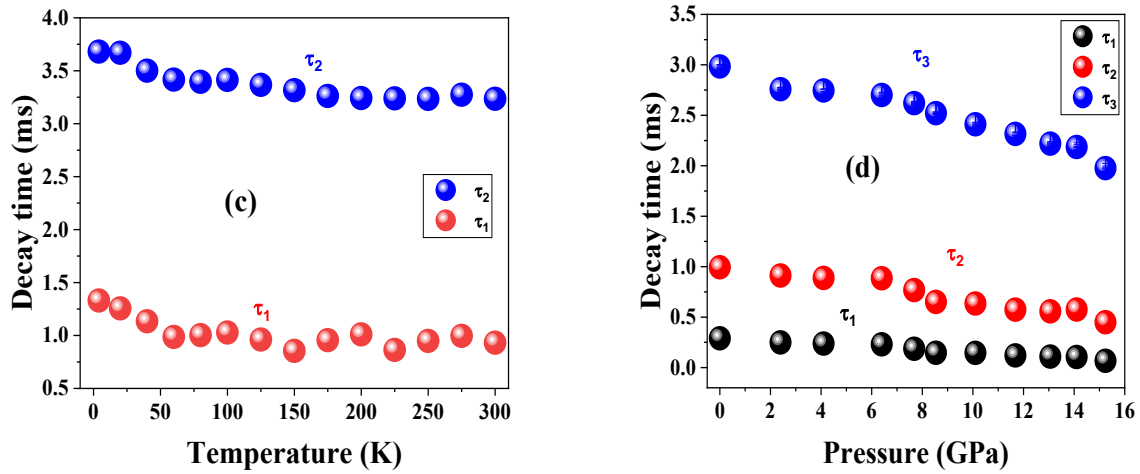 4.0
3.5
3.0
2.5
2.0
1.5
1.0
0.5
0 50 100 150 200 250 300
Decay time (ms)
Temperature (K)
τ2
τ1
(c)
τ2
τ1
3.5
3.0
2.5
2.0
1.5
1.0
0.5
0.0
0 2 4 6 8 10 12 14 16
Decay time (ms)
Pressure (GPa)
τ3
τ2
τ1
(d)
τ1
τ2
τ3